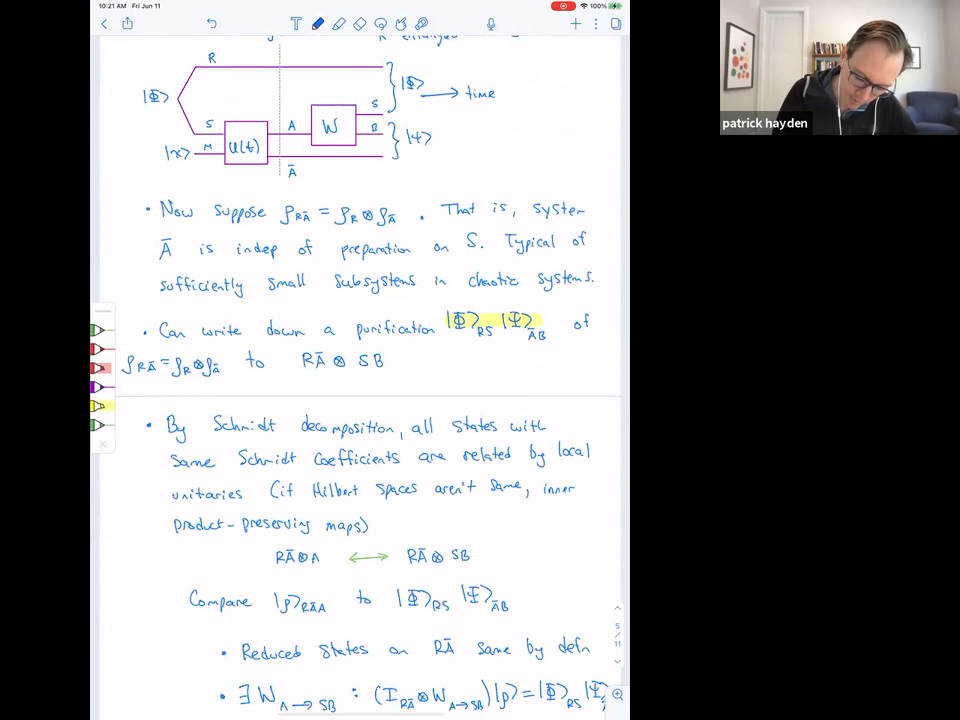 10:21 AM Fri Jun 11
66%
R
|Φ⟩
|Φ⟩ → time
S
S
A
W
B
|x⟩
M
U(t)
|Ψ⟩
Ā
• Now suppose ρ_RĀ = ρ_R ⊗ ρ_Ā . That is, system
Ā is indep of preparation on S. Typical of
sufficiently small subsystems in chaotic systems.
• Can write down a purification |Φ⟩_RS |Ψ⟩_ĀB of
ρ_RĀ = ρ_R ⊗ ρ_Ā to RĀ ⊗ SB
• By Schmidt decomposition, all states with
same Schmidt coefficients are related by local
unitaries (if Hilbert spaces aren't same, inner
product-preserving maps)
RĀ⊗A ⟷ RĀ ⊗ SB
Compare |ρ⟩_RĀA to |Φ⟩_RS |Ψ⟩_ĀB
• Reduced states on RĀ same by defn
• ∃ W_A→SB : (I_RĀ ⊗ W_A→SB)|ρ⟩ = |Φ⟩_RS |Ψ⟩
5
/
11
patrick hayden